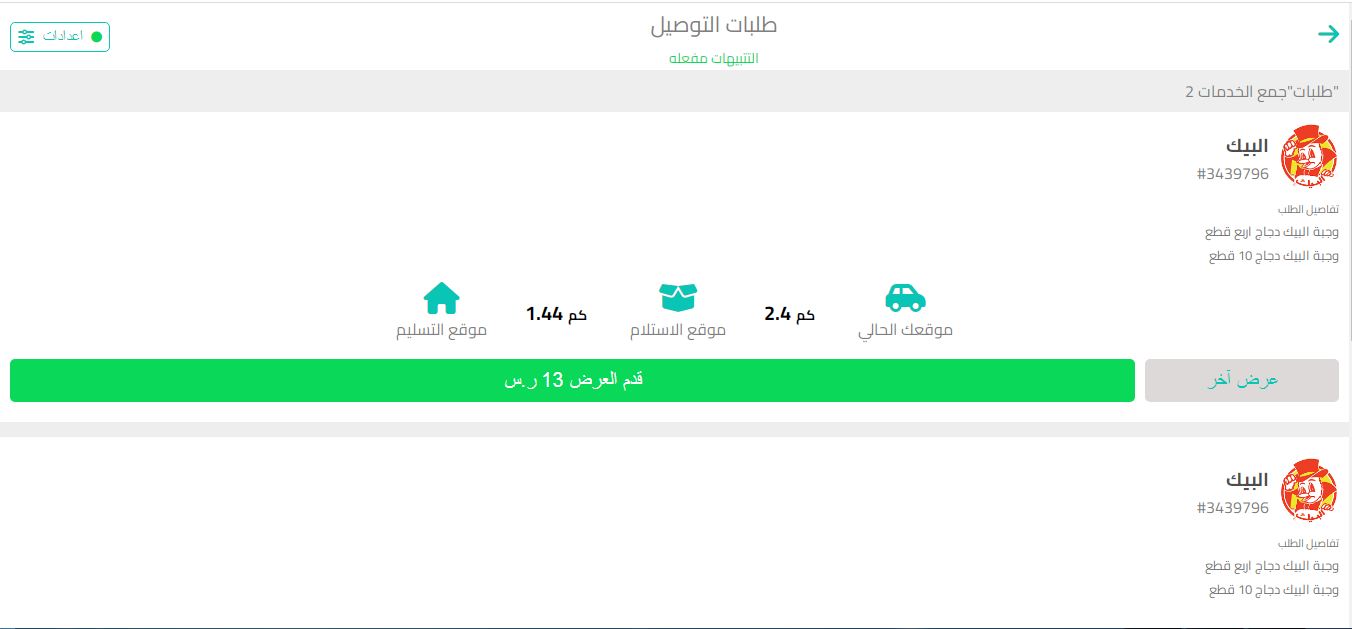 طلبات التوصيل
اعدادات
التنبيهات مفعله
"طلبات"جمع الخدمات 2
البيك
#3439796
تفاصيل الطلب
وجبة البيك دجاج اربع قطع
وجبة البيك دجاج 10 قطع
2.4 كم
1.44 كم
موقعك الحالي
موقع الاستلام
موقع التسليم
عرض آخر
قدم العرض 13 ر.س
البيك
#3439796
تفاصيل الطلب
وجبة البيك دجاج اربع قطع
وجبة البيك دجاج 10 قطع